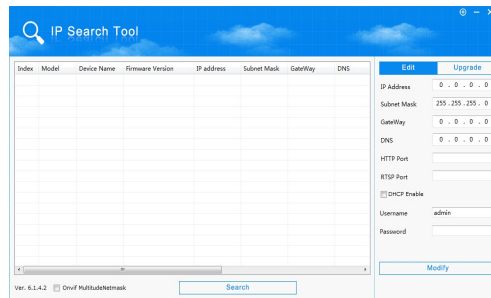 IP Search Tool
Index Model Device Name Firmware Version IP address Subnet Mask GateWay DNS
Edit Upgrade
IP Address 0 . 0 . 0 . 0
Subnet Mask 255 . 255 . 255 . 0
GateWay 0 . 0 . 0 . 0
DNS 0 . 0 . 0 . 0
HTTP Port
RTSP Port
DHCP Enable
Username admin
Password
Modify
Ver. 6.1.4.2 Onvif MultitudeNetmask Search